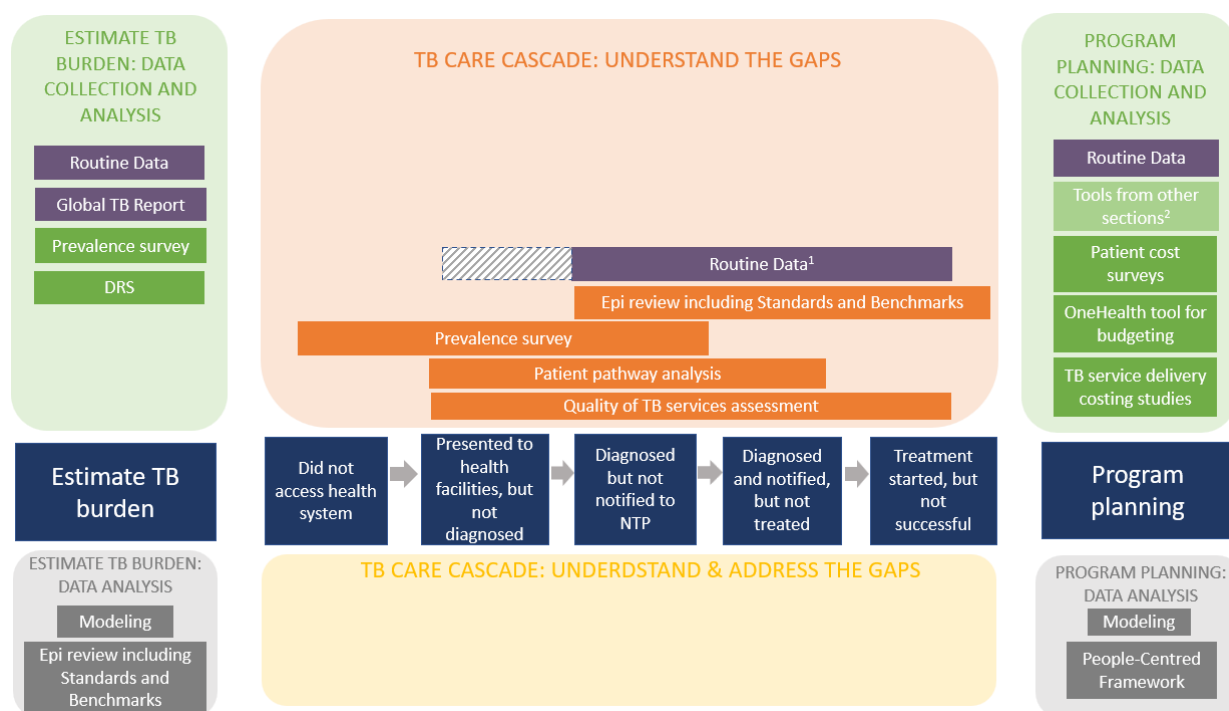 ESTIMATE TB
BURDEN: DATA
COLLECTION AND
ANALYSIS
Routine Data
Global TB Report
Prevalence survey
DRS
TB CARE CASCADE: UNDERSTAND THE GAPS
Routine Data¹
Epi review including Standards and Benchmarks
Prevalence survey
Patient pathway analysis
Quality of TB services assessment
PROGRAM
PLANNING: DATA
COLLECTION AND
ANALYSIS
Routine Data
Tools from other
sections²
Patient cost
surveys
OneHealth tool for
budgeting
TB service delivery
costing studies
Estimate TB
burden
Did not
access health
system
Presented to
health
facilities, but
not
diagnosed
Diagnosed
but not
notified to
NTP
Diagnosed
and notified,
but not
treated
Treatment
started, but
not
successful
Program
planning
ESTIMATE TB BURDEN:
DATA ANALYSIS
Modeling
Epi review including
Standards and
Benchmarks
TB CARE CASCADE: UNDERDSTAND & ADDRESS THE GAPS
PROGRAM PLANNING:
DATA ANALYSIS
Modeling
People-Centred
Framework